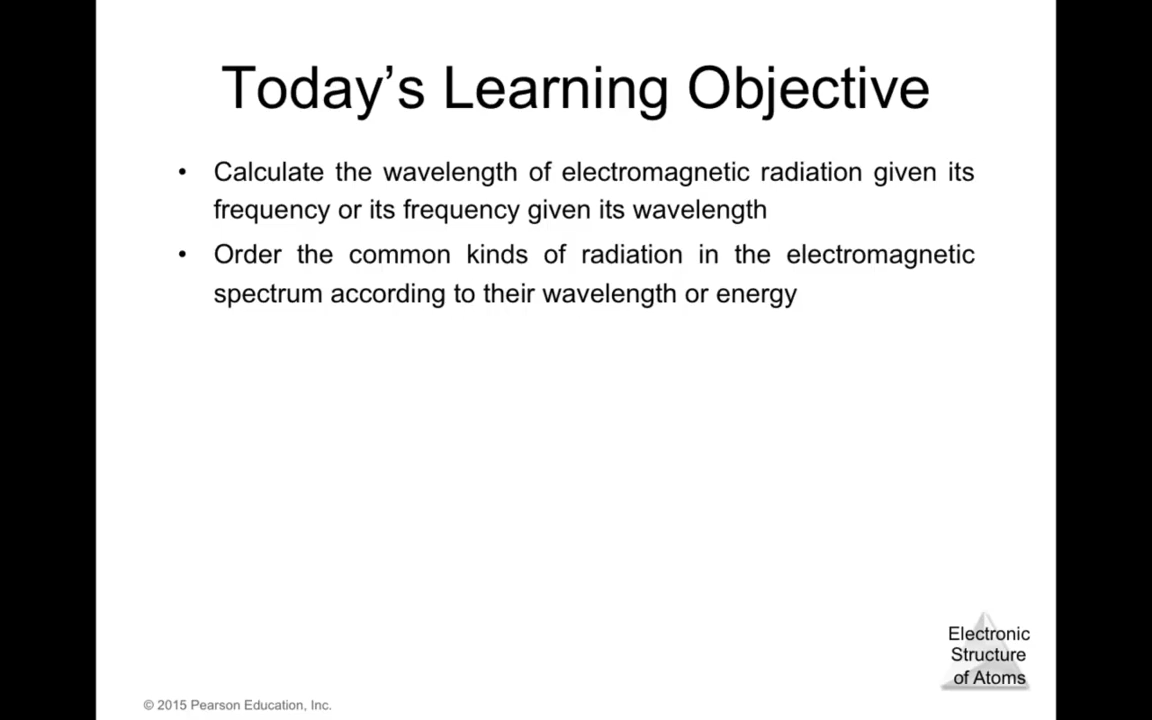 Today’s Learning Objective
• Calculate the wavelength of electromagnetic radiation given its
frequency or its frequency given its wavelength
• Order the common kinds of radiation in the electromagnetic
spectrum according to their wavelength or energy
Electronic
Structure
of Atoms
© 2015 Pearson Education, Inc.